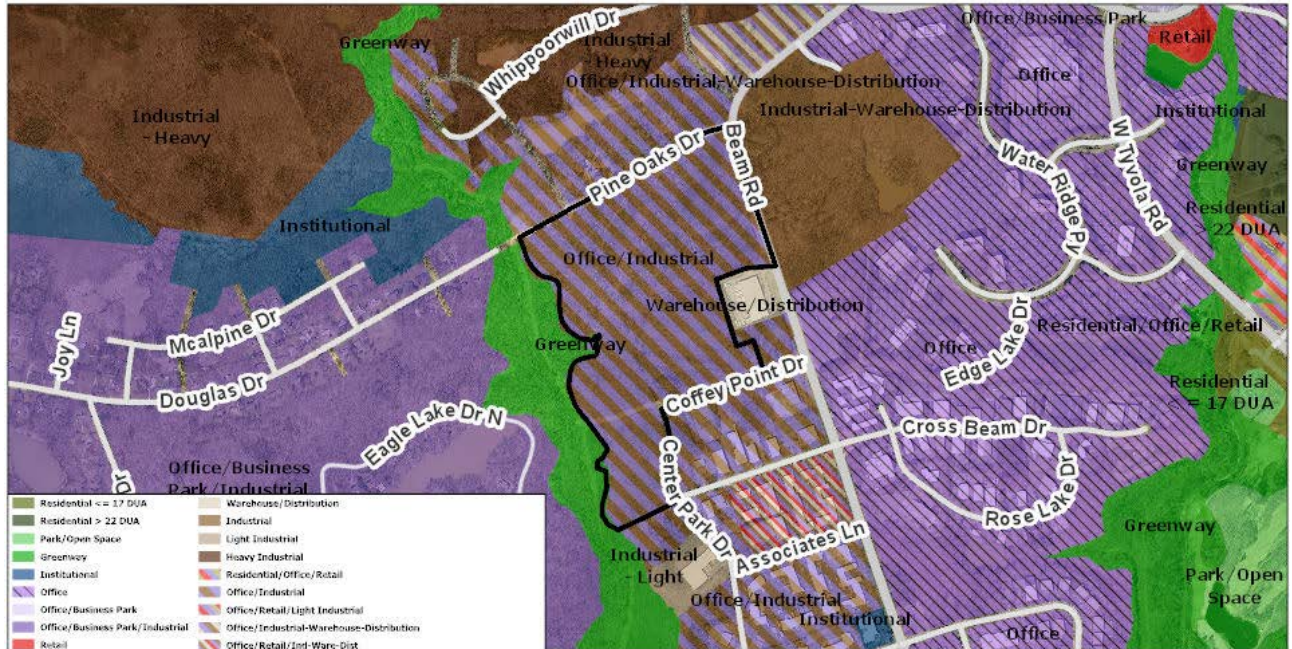 Office/Business Park
Greenway
Whippoorwill Dr
Industrial
- Heavy
Retail
Office/Industrial-Warehouse-Distribution
Office
Industrial
- Heavy
Industrial-Warehouse-Distribution
Institutional
Pine Oaks Dr
Beam Rd
Water Ridge Py
W Tyvola Rd
Greenway
Institutional
Residential
> 22 DUA
Office/Industrial
Warehouse/Distribution
Joy Ln
Mcalpine Dr
Greenway
Residential/Office/Retail
Office
Edge Lake Dr
Douglas Dr
Coffey Point Dr
Residential
<= 17 DUA
Eagle Lake Dr N
Cross Beam Dr
Center Park Dr
Office/Business
Park/Industrial
Dr
Rose Lake Dr
Greenway
Associates Ln
Industrial
- Light
Park/Open
Space
Office/Industrial
Institutional
Office
Residential <= 17 DUA
Residential > 22 DUA
Park/Open Space
Greenway
Institutional
Office
Office/Business Park
Office/Business Park/Industrial
Retail
Warehouse/Distribution
Industrial
Light Industrial
Heavy Industrial
Residential/Office/Retail
Office/Industrial
Office/Retail/Light Industrial
Office/Industrial-Warehouse-Distribution
Office/Retail/Indl-Ware-Dist